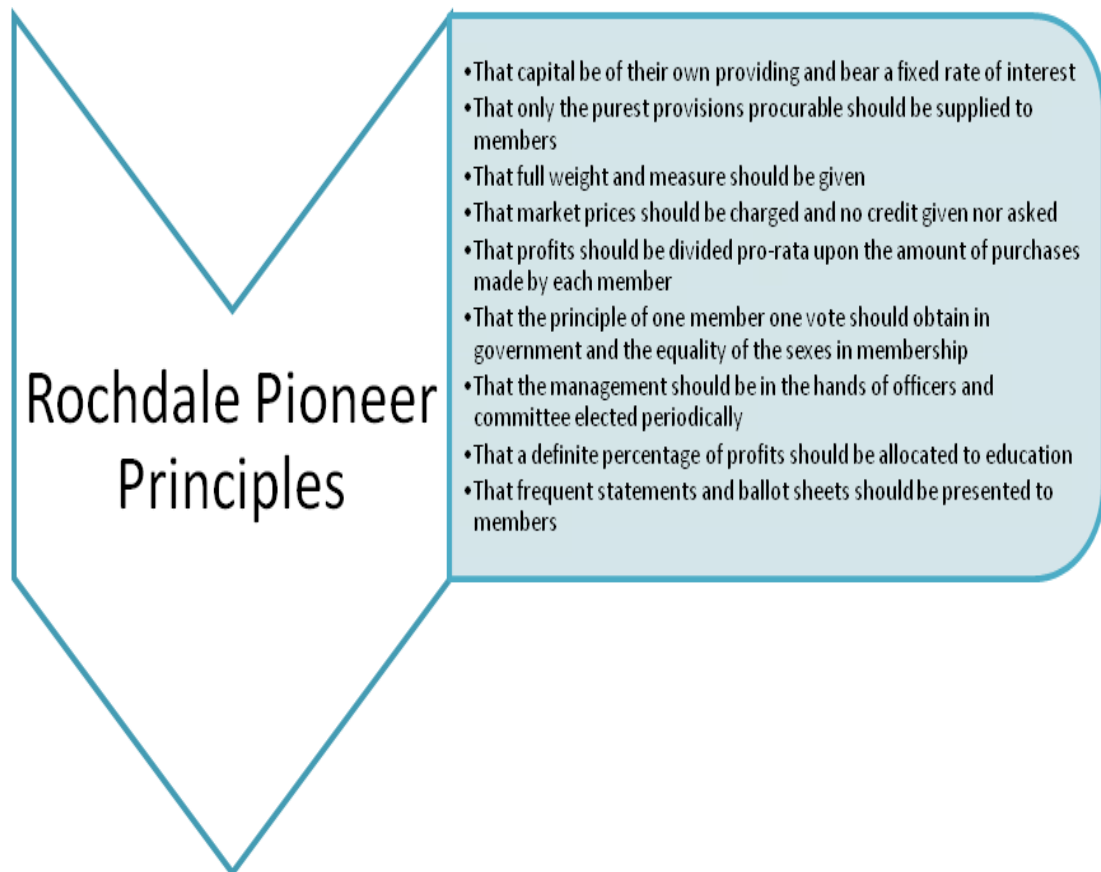 Rochdale Pioneer
Principles
•That capital be of their own providing and bear a fixed rate of interest
•That only the purest provisions procurable should be supplied to
members
•That full weight and measure should be given
•That market prices should be charged and no credit given nor asked
•That profits should be divided pro-rata upon the amount of purchases
made by each member
•That the principle of one member one vote should obtain in
government and the equality of the sexes in membership
•That the management should be in the hands of officers and
committee elected periodically
•That a definite percentage of profits should be allocated to education
•That frequent statements and ballot sheets should be presented to
members